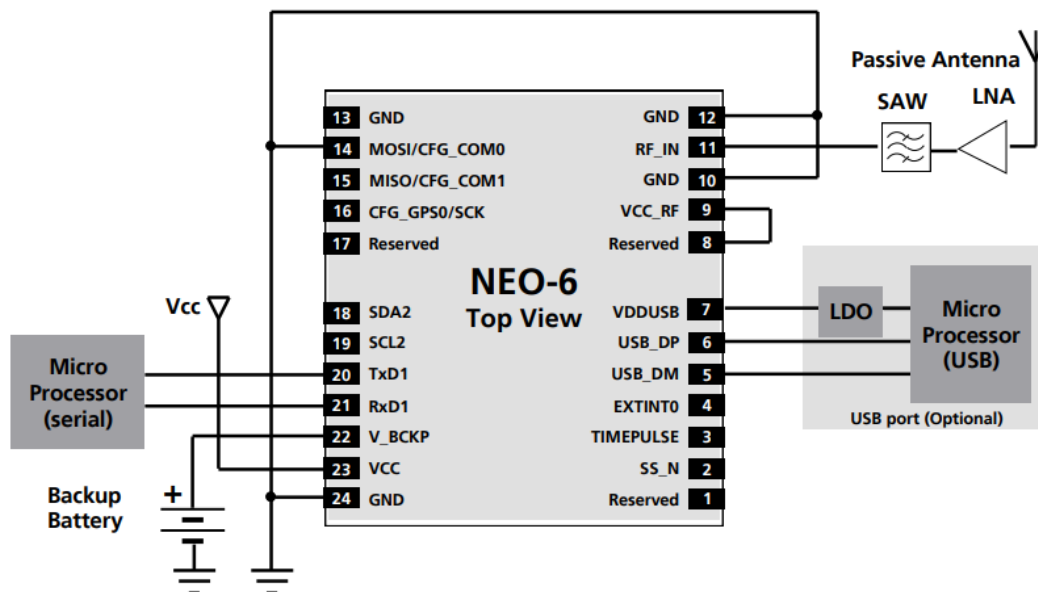 Passive Antenna
SAW
LNA
13 GND
GND 12
14 MOSI/CFG_COM0
RF_IN 11
15 MISO/CFG_COM1
GND 10
16 CFG_GPS0/SCK
VCC_RF 9
17 Reserved
Reserved 8
NEO-6
Top View
Vcc
18 SDA2
VDDUSB 7
19 SCL2
USB_DP 6
20 TxD1
USB_DM 5
21 RxD1
EXTINT0 4
22 V_BCKP
TIMEPULSE 3
23 VCC
SS_N 2
24 GND
Reserved 1
Micro
Processor
(serial)
LDO
Micro
Processor
(USB)
USB port (Optional)
Backup
Battery
+